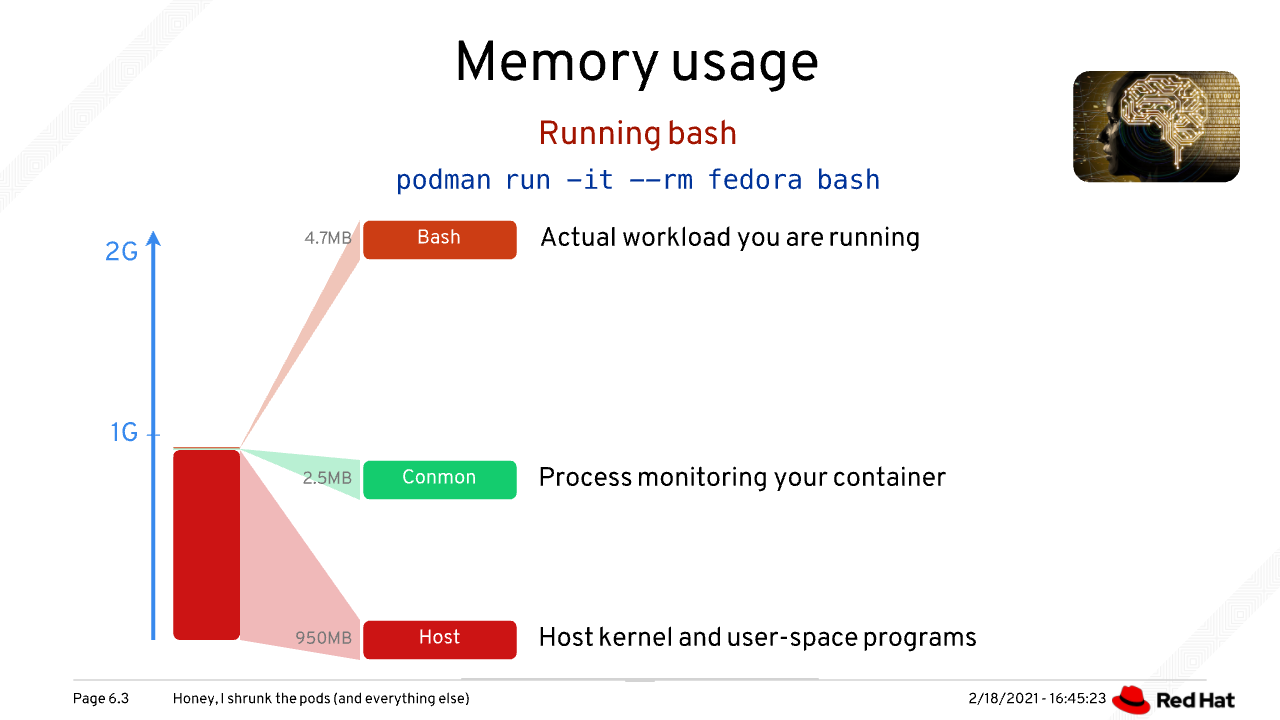 Memory usage
Running bash
podman run -it --rm fedora bash
2G
4.7MB
Bash
Actual workload you are running
1G
2.5MB
Conmon
Process monitoring your container
950MB
Host
Host kernel and user-space programs
Page 6.3
Honey, I shrunk the pods (and everything else)
2/18/2021 - 16:45:23
Red Hat